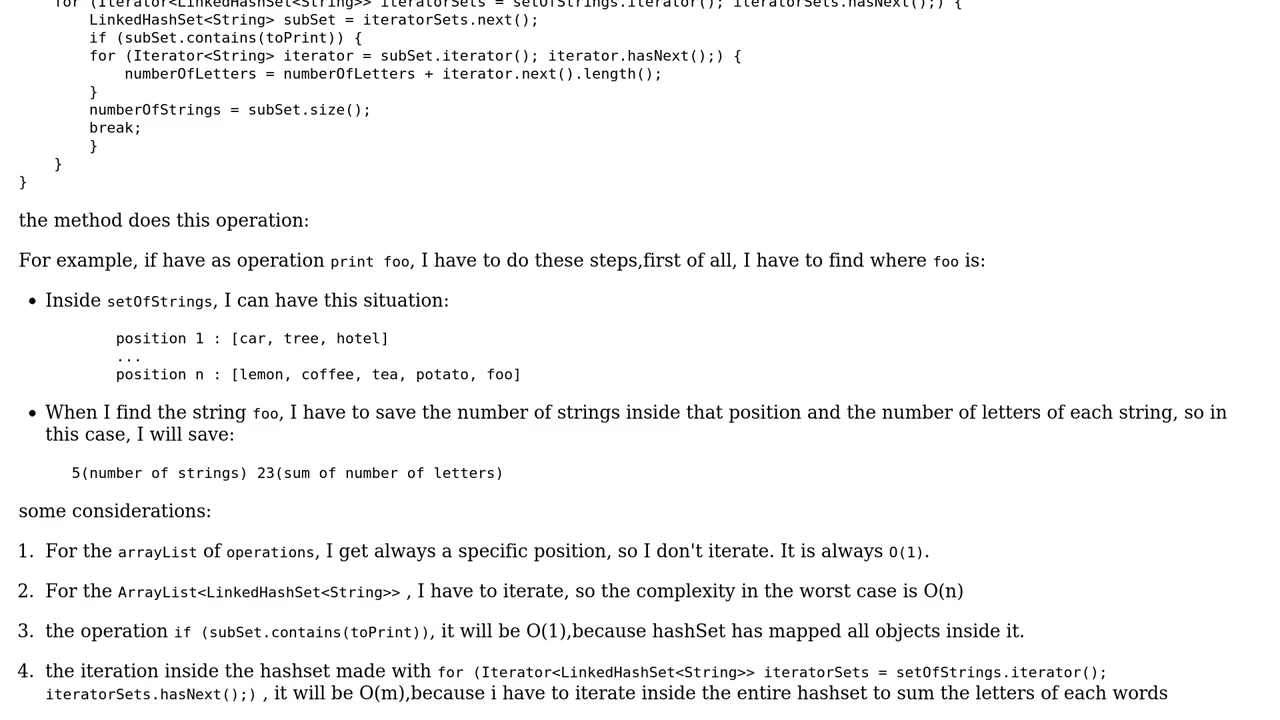 for (Iterator<LinkedHashSet<String>> iteratorSets = setOfStrings.iterator(); iteratorSets.hasNext();) {
        LinkedHashSet<String> subSet = iteratorSets.next();
        if (subSet.contains(toPrint)) {
        for (Iterator<String> iterator = subSet.iterator(); iterator.hasNext();) {
            numberOfLetters = numberOfLetters + iterator.next().length();
        }
        numberOfStrings = subSet.size();
        break;
        }
    }
}
the method does this operation:
For example, if have as operation print foo, I have to do these steps,first of all, I have to find where foo is:
• Inside setOfStrings, I can have this situation:
position 1 : [car, tree, hotel]
...
position n : [lemon, coffee, tea, potato, foo]
• When I find the string foo, I have to save the number of strings inside that position and the number of letters of each string, so in
this case, I will save:
5(number of strings) 23(sum of number of letters)
some considerations:
1. For the arrayList of operations, I get always a specific position, so I don't iterate. It is always O(1).
2. For the ArrayList<LinkedHashSet<String>> , I have to iterate, so the complexity in the worst case is O(n)
3. the operation if (subSet.contains(toPrint)), it will be O(1),because hashSet has mapped all objects inside it.
4. the iteration inside the hashset made with for (Iterator<LinkedHashSet<String>> iteratorSets = setOfStrings.iterator();
iteratorSets.hasNext();) , it will be O(m),because i have to iterate inside the entire hashset to sum the letters of each words